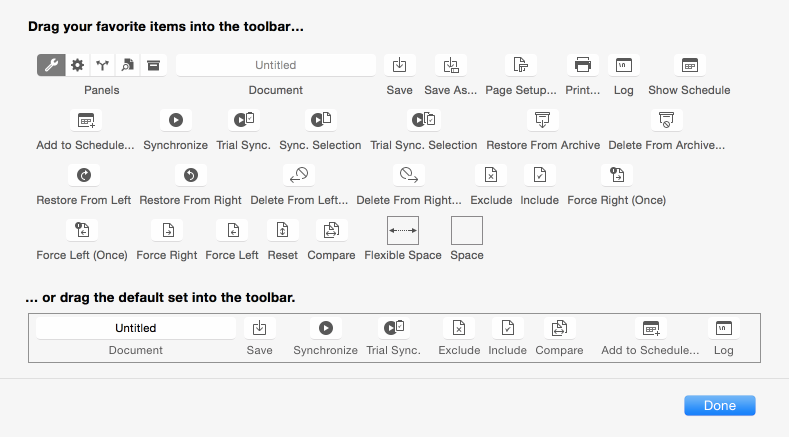 Drag your favorite items into the toolbar…
Untitled
Panels Document Save Save As… Page Setup… Print… Log Show Schedule
Add to Schedule… Synchronize Trial Sync. Sync. Selection Trial Sync. Selection Restore From Archive Delete From Archive…
Restore From Left Restore From Right Delete From Left… Delete From Right… Exclude Include Force Right (Once)
Force Left (Once) Force Right Force Left Reset Compare Flexible Space Space
… or drag the default set into the toolbar.
Untitled
Document Save Synchronize Trial Sync. Exclude Include Compare Add to Schedule… Log
Done